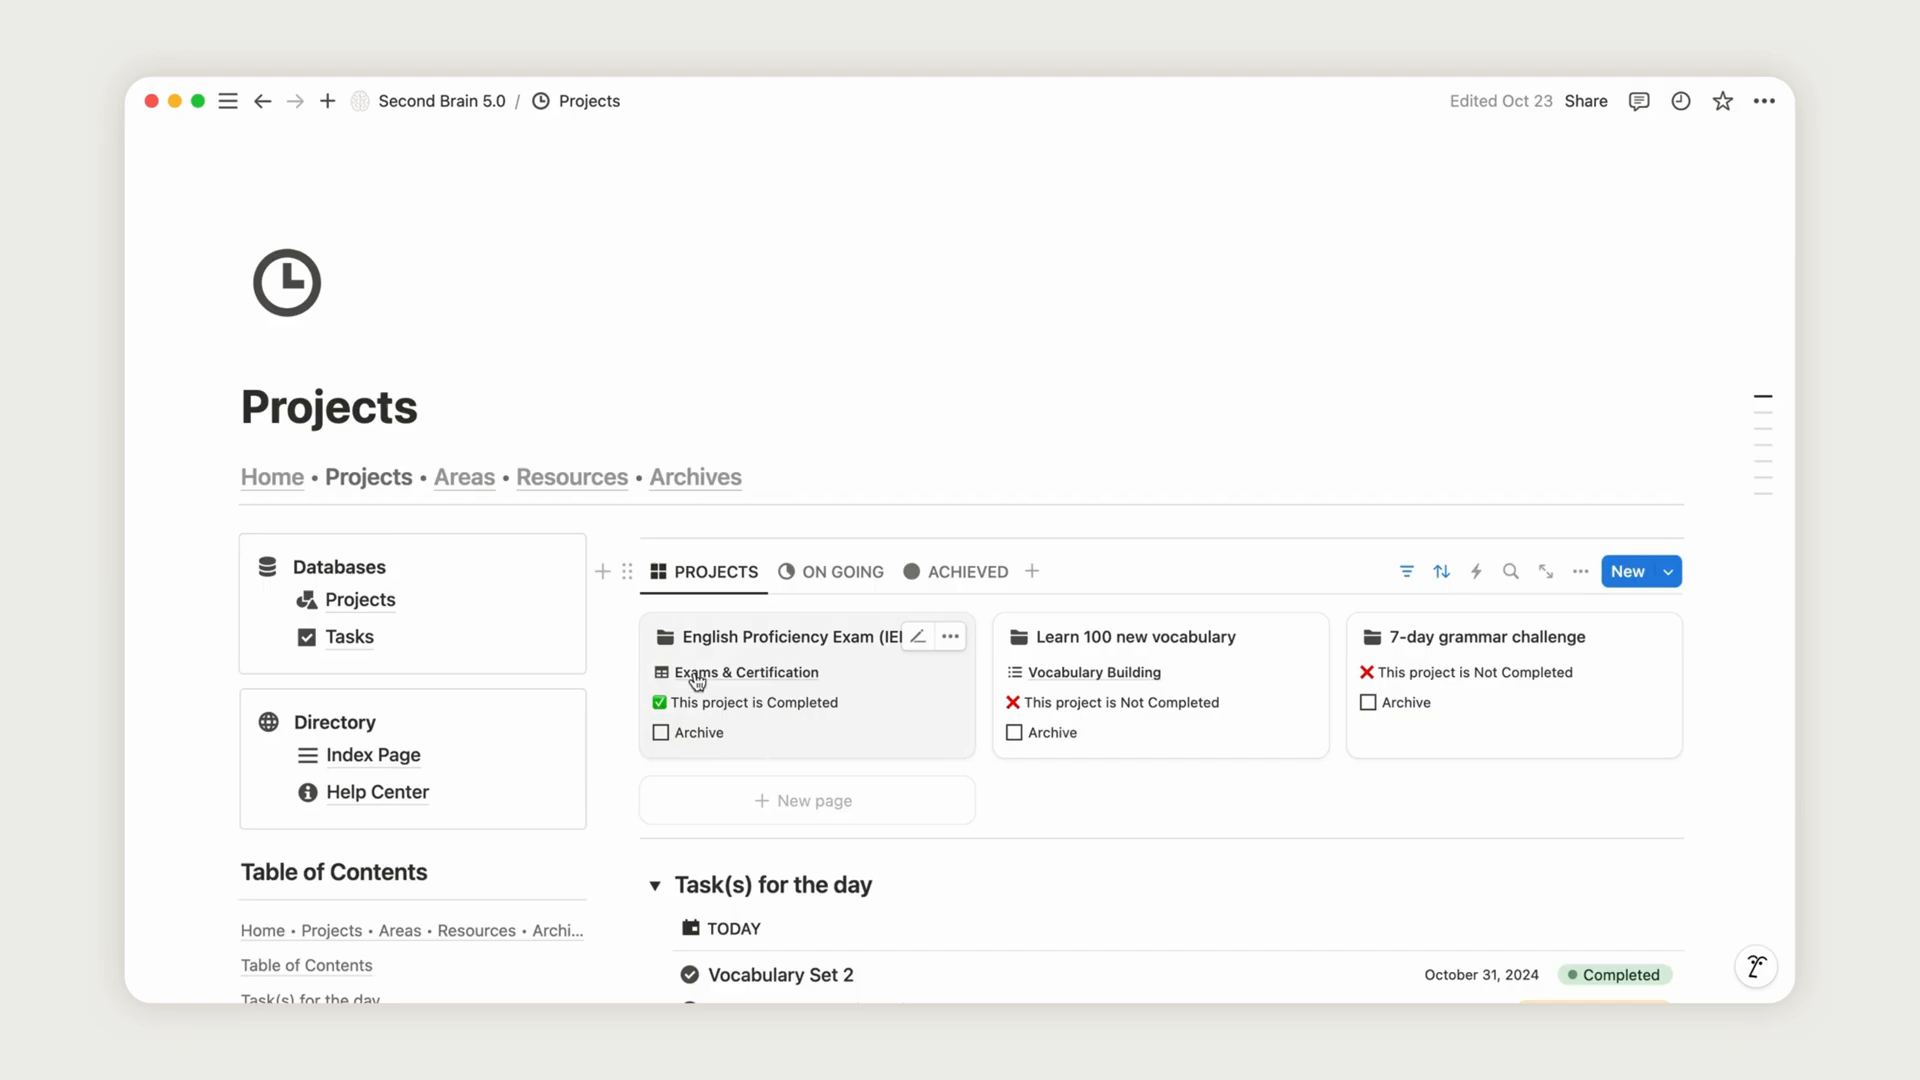 Second Brain 5.0 / Projects
Edited Oct 23 Share
Projects
Home • Projects • Areas • Resources • Archives
Databases
Projects
Tasks
Directory
Index Page
Help Center
Table of Contents
Home • Projects • Areas • Resources • Archi...
Table of Contents
Task(s) for the day
PROJECTS ON GOING ACHIEVED
New
English Proficiency Exam (IEL
Exams & Certification
This project is Completed
Archive
Learn 100 new vocabulary
Vocabulary Building
This project is Not Completed
Archive
7-day grammar challenge
This project is Not Completed
Archive
New page
Task(s) for the day
TODAY
Vocabulary Set 2 October 31, 2024 Completed